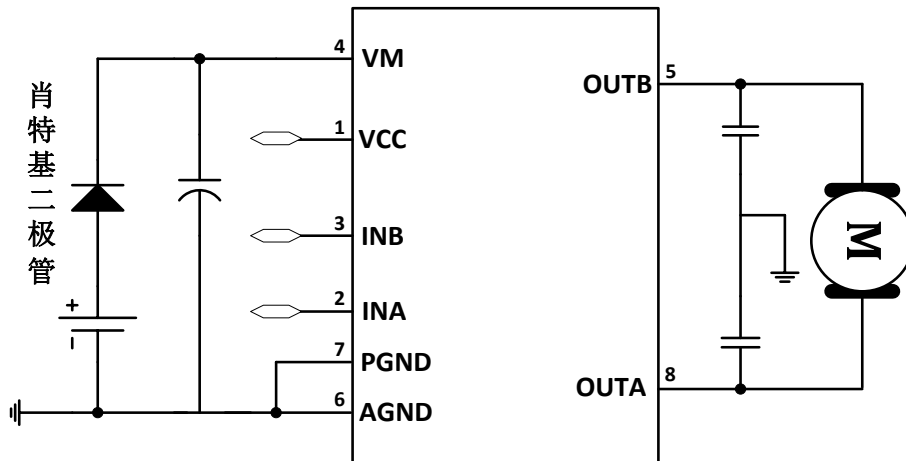 肖特基二极管
+
−
4
VM
1
VCC
3
INB
2
INA
7
PGND
6
AGND
OUTB
5
OUTA
8
M